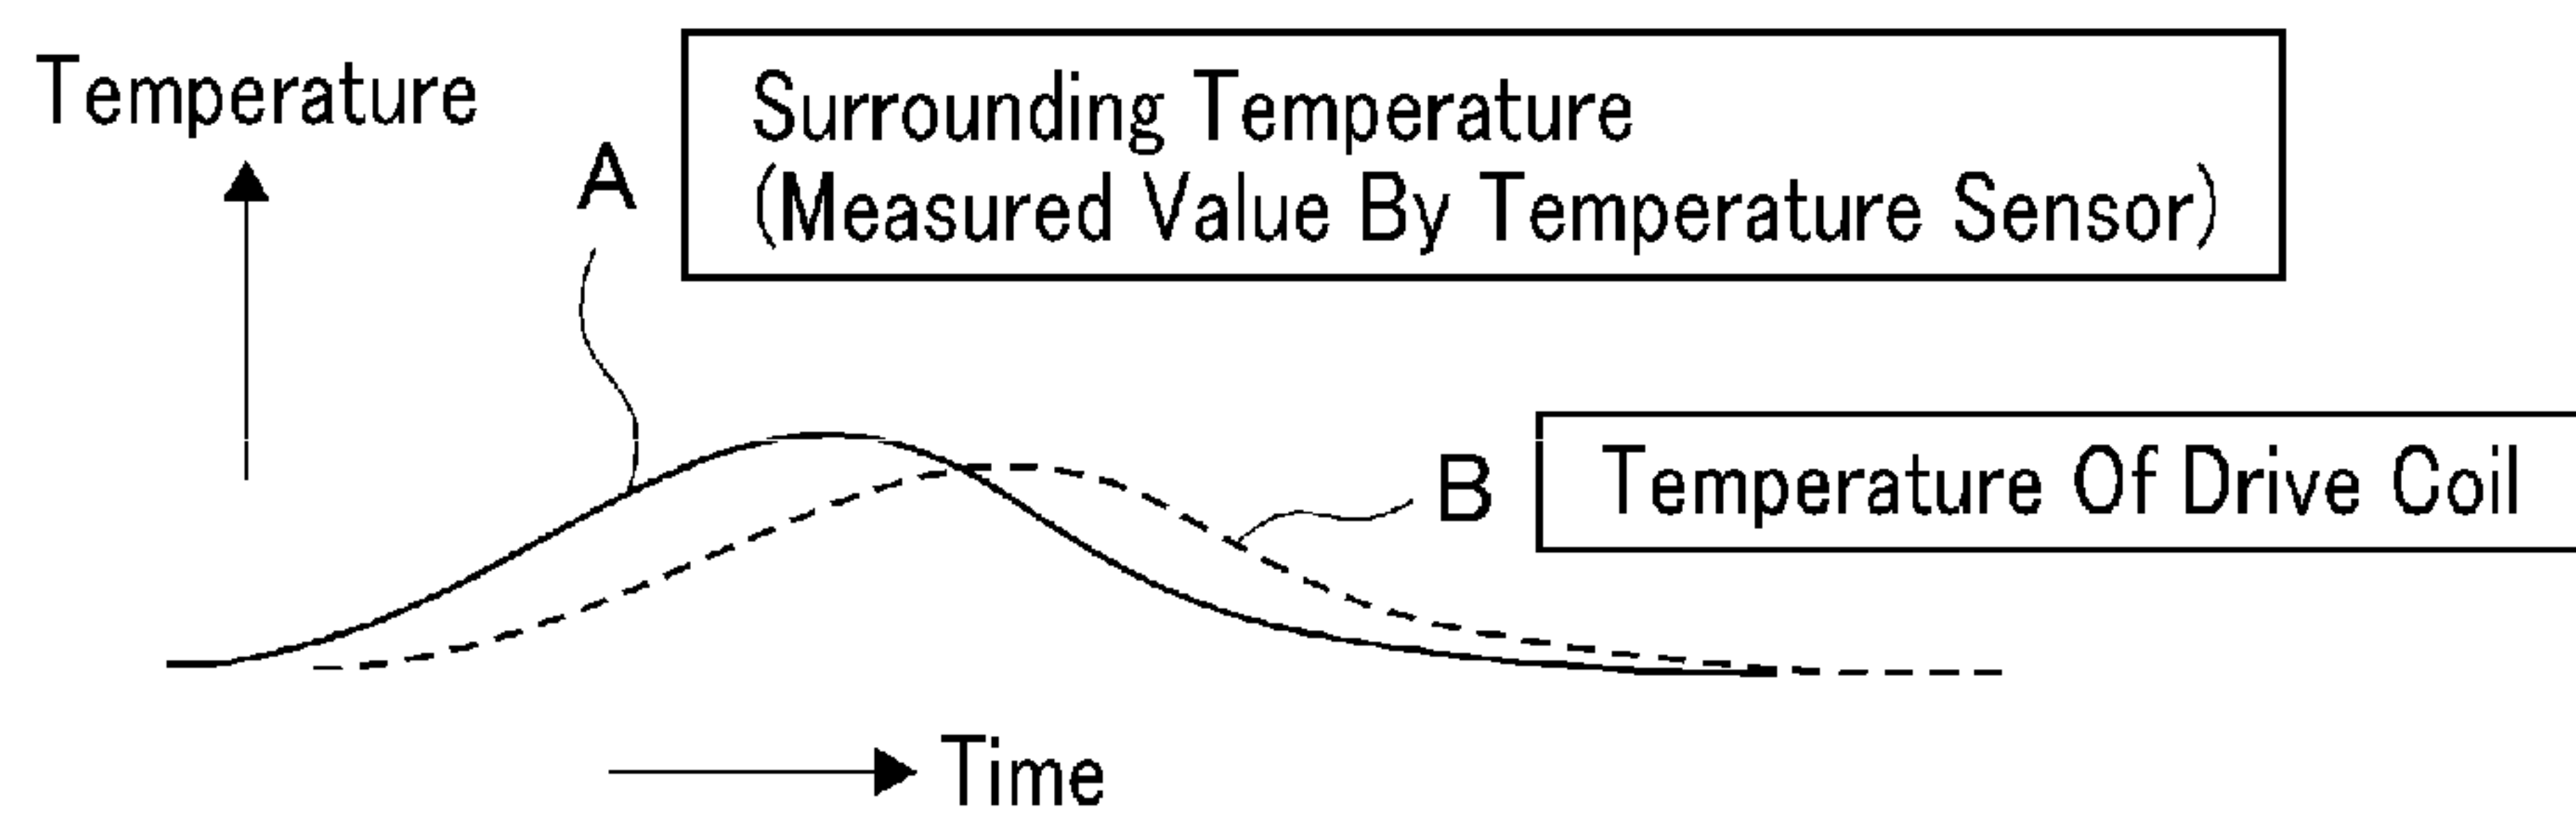 Temperature
A
Surrounding Temperature
(Measured Value By Temperature Sensor)
B
Temperature Of Drive Coil
Time